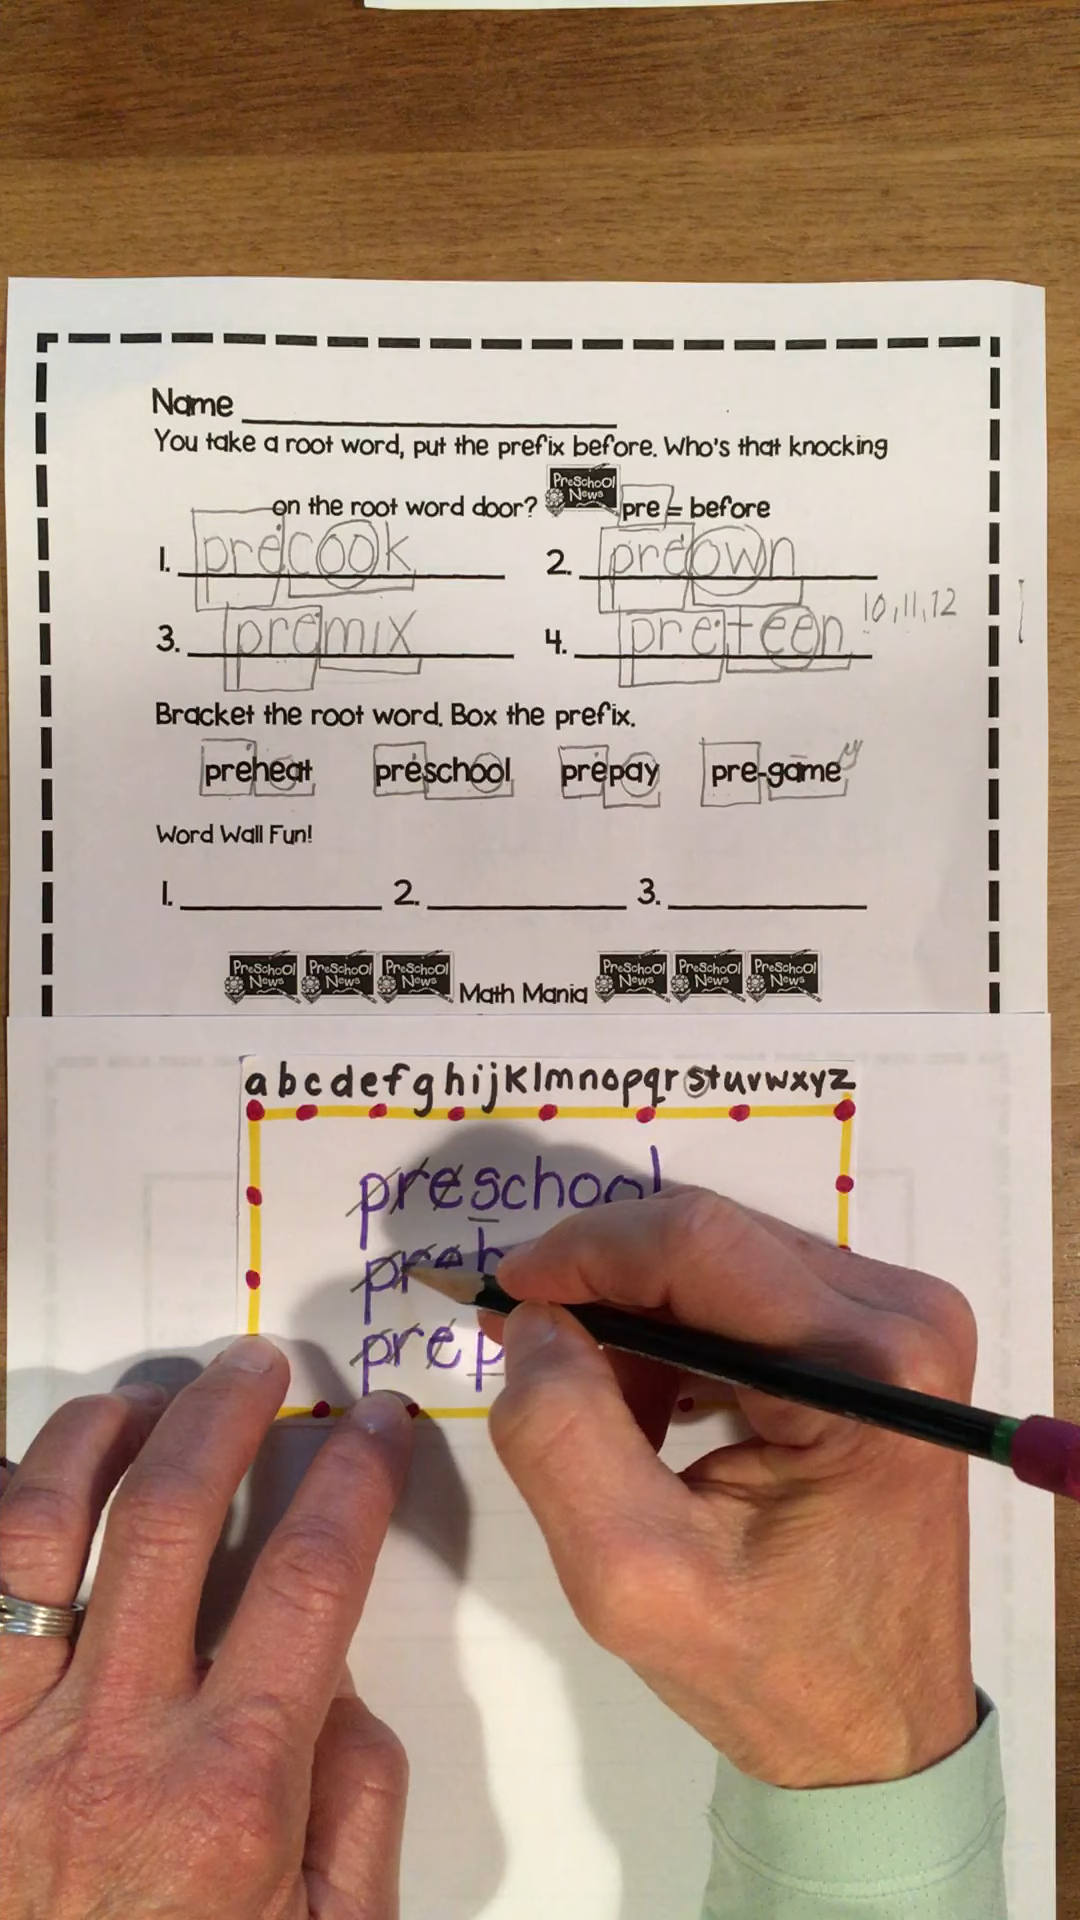 Name
You take a root word, put the prefix before. Who's that knocking
on the root word door? PreSchoOl News pre = before
1. precook 2. preown
3. premix 4. preteen 10, 11, 12
Bracket the root word. Box the prefix.
preheat preschool prepay pre-game
Word Wall Fun!
1. 2. 3.
PreSchoOl News PreSchoOl News PreSchoOl News Math Mania PreSchoOl News PreSchoOl News PreSchoOl News
abcdefghijklmnopqrstuvwxyz
preschool
preh
prep